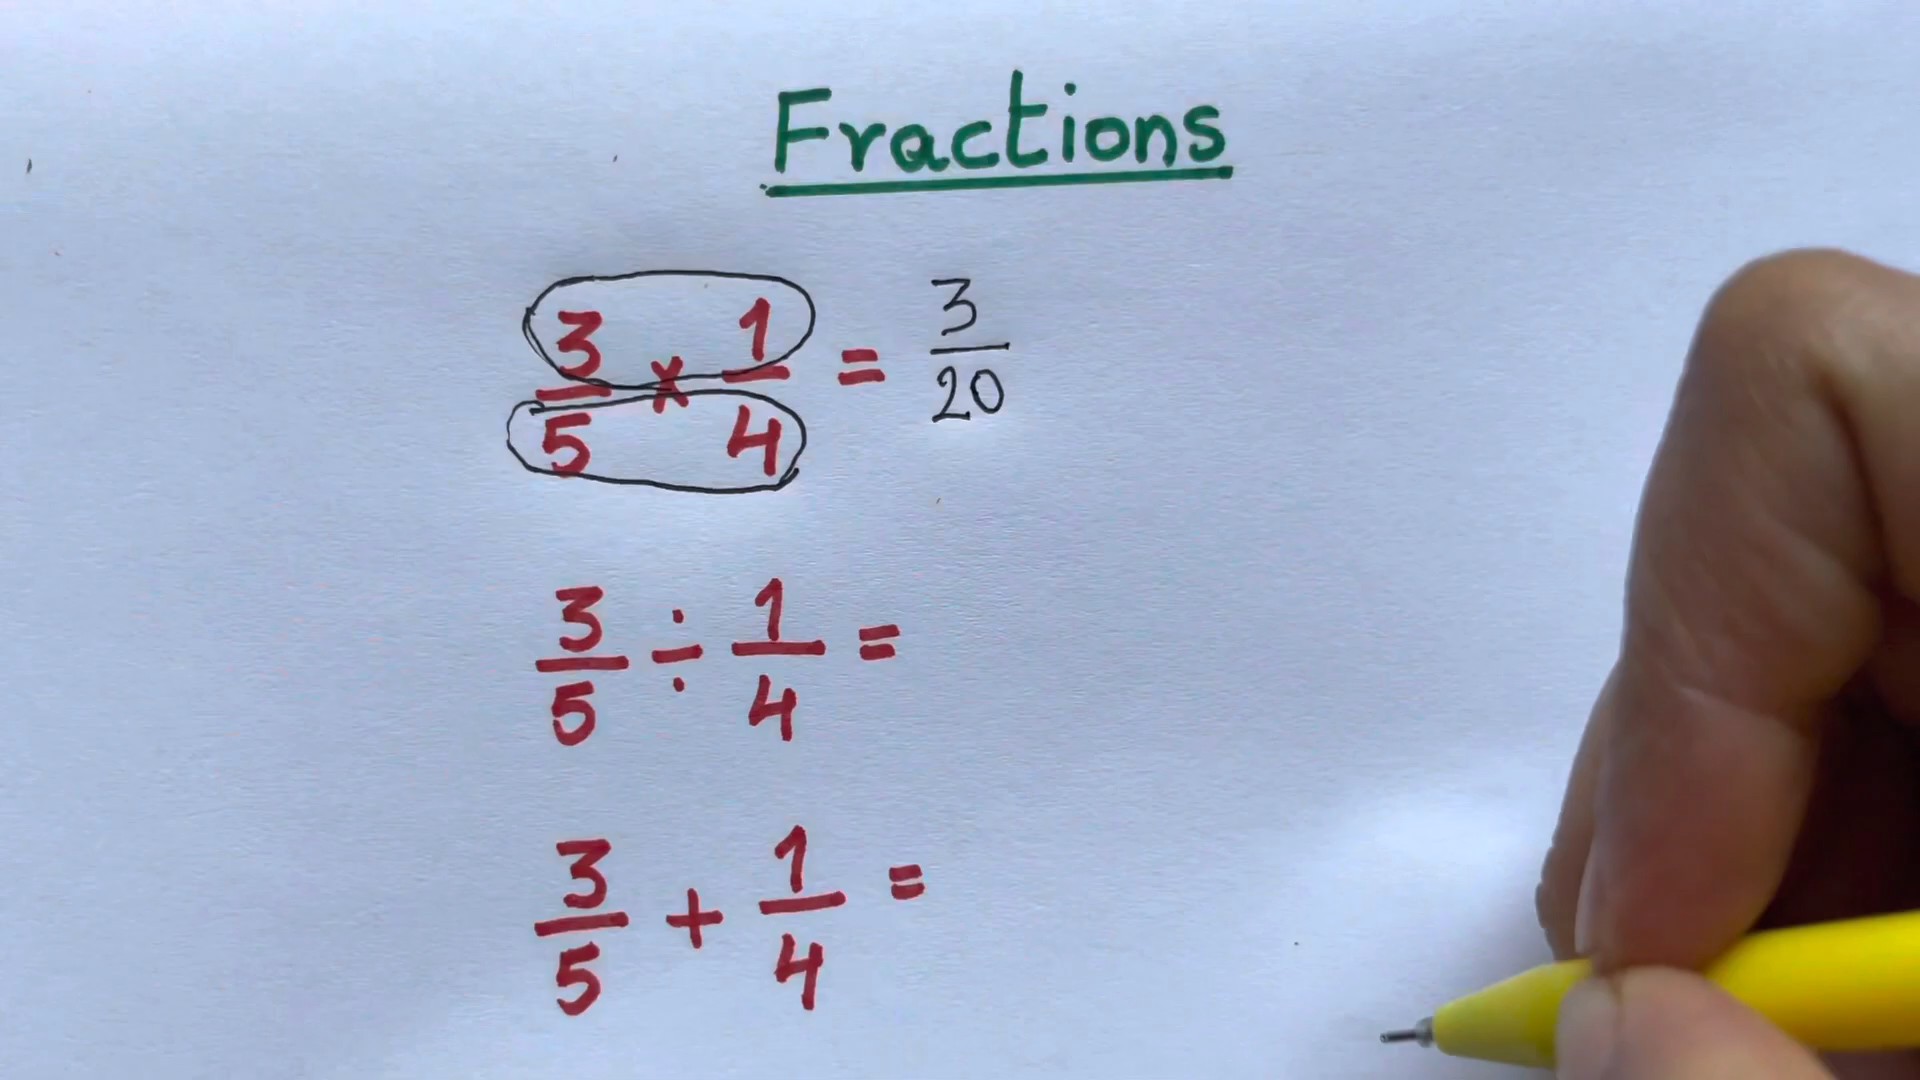 Fractions
3/5 x 1/4 = 3/20
3/5 ÷ 1/4 =
3/5 + 1/4 =